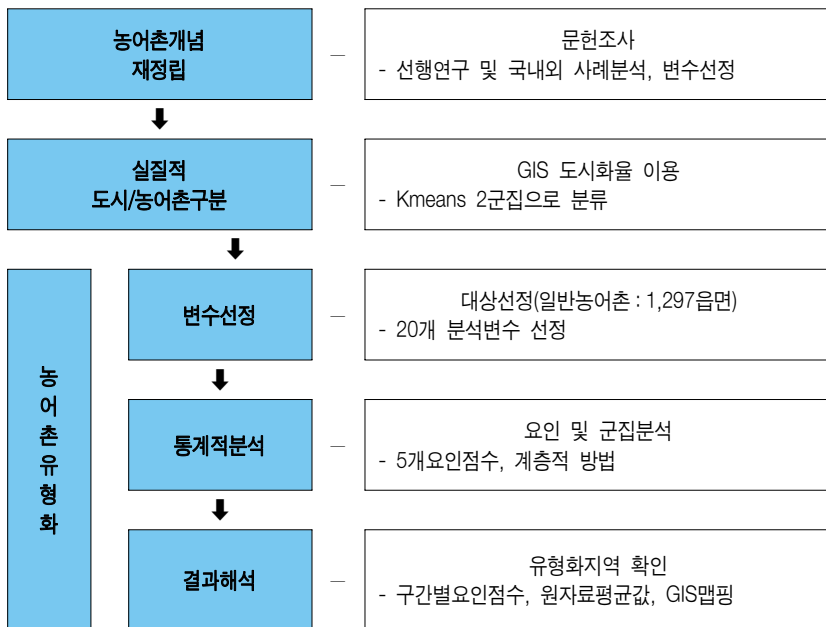 농어촌개념
재정립
문헌조사
- 선행연구 및 국내외 사례분석, 변수선정
실질적
도시/농어촌구분
GIS 도시화율 이용
- Kmeans 2군집으로 분류
농
어
촌
유
형
화
변수선정
대상선정(일반농어촌 : 1,297읍면)
- 20개 분석변수 선정
통계적분석
요인 및 군집분석
- 5개요인점수, 계층적 방법
결과해석
유형화지역 확인
- 구간별요인점수, 원자료평균값, GIS맵핑